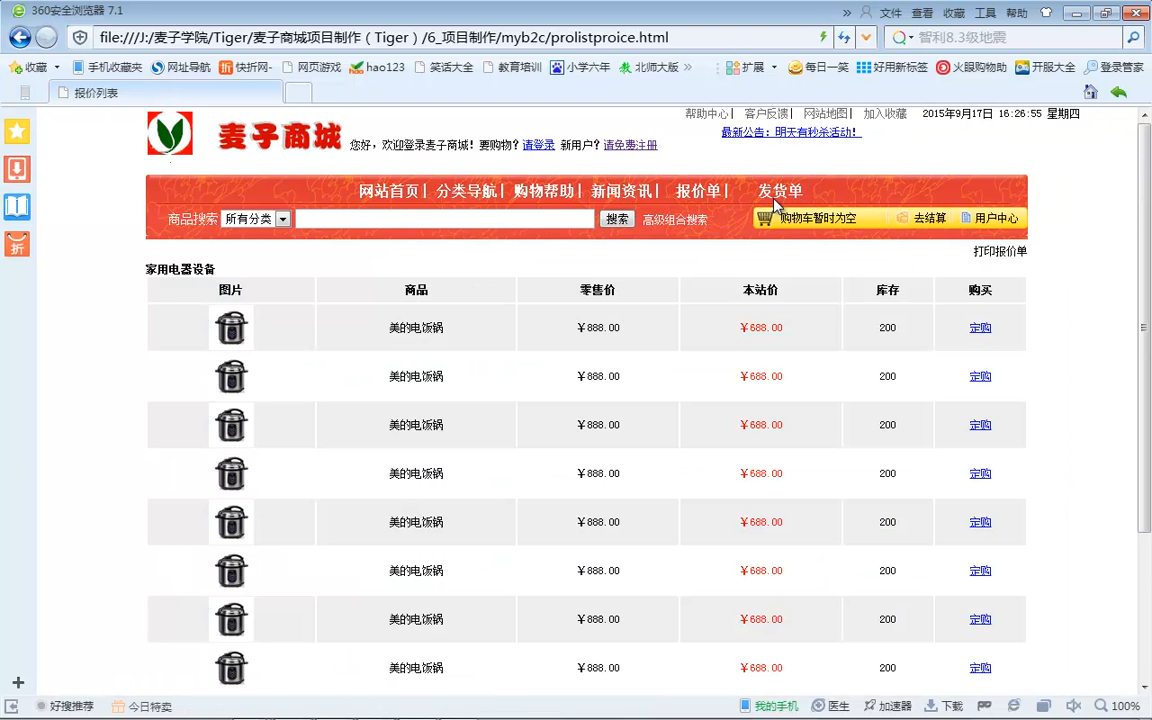 360安全浏览器 7.1
» 文件 查看 收藏 工具 帮助
file:///J:/麦子学院/Tiger/麦子商城项目制作（Tiger）/6_项目制作/myb2c/prolistproice.html
智利8.3级地震
收藏 手机收藏夹 网址导航 快折网- 网页游戏 hao123 笑话大全 教育培训 小学六年 北师大版 » 扩展 每日一笑 好用新标签 火眼购物助 开服大全 登录管家
报价列表
帮助中心| 客户反馈| 网站地图| 加入收藏 2015年9月17日 16:26:55 星期四
最新公告：明天有秒杀活动！
麦子商城 您好，欢迎登录麦子商城！要购物？请登录 新用户？请免费注册
网站首页| 分类导航| 购物帮助| 新闻资讯| 报价单| 发货单
商品搜索 所有分类 搜索 高级组合搜索 购物车暂时为空 去结算 用户中心
打印报价单
家用电器设备
图片 商品 零售价 本站价 库存 购买
美的电饭锅 ￥888.00 ￥688.00 200 定购
美的电饭锅 ￥888.00 ￥688.00 200 定购
美的电饭锅 ￥888.00 ￥688.00 200 定购
美的电饭锅 ￥888.00 ￥688.00 200 定购
美的电饭锅 ￥888.00 ￥688.00 200 定购
美的电饭锅 ￥888.00 ￥688.00 200 定购
美的电饭锅 ￥888.00 ￥688.00 200 定购
美的电饭锅 ￥888.00 ￥688.00 200 定购
折
好搜推荐 今日特卖 我的手机 医生 加速器 下载 100%